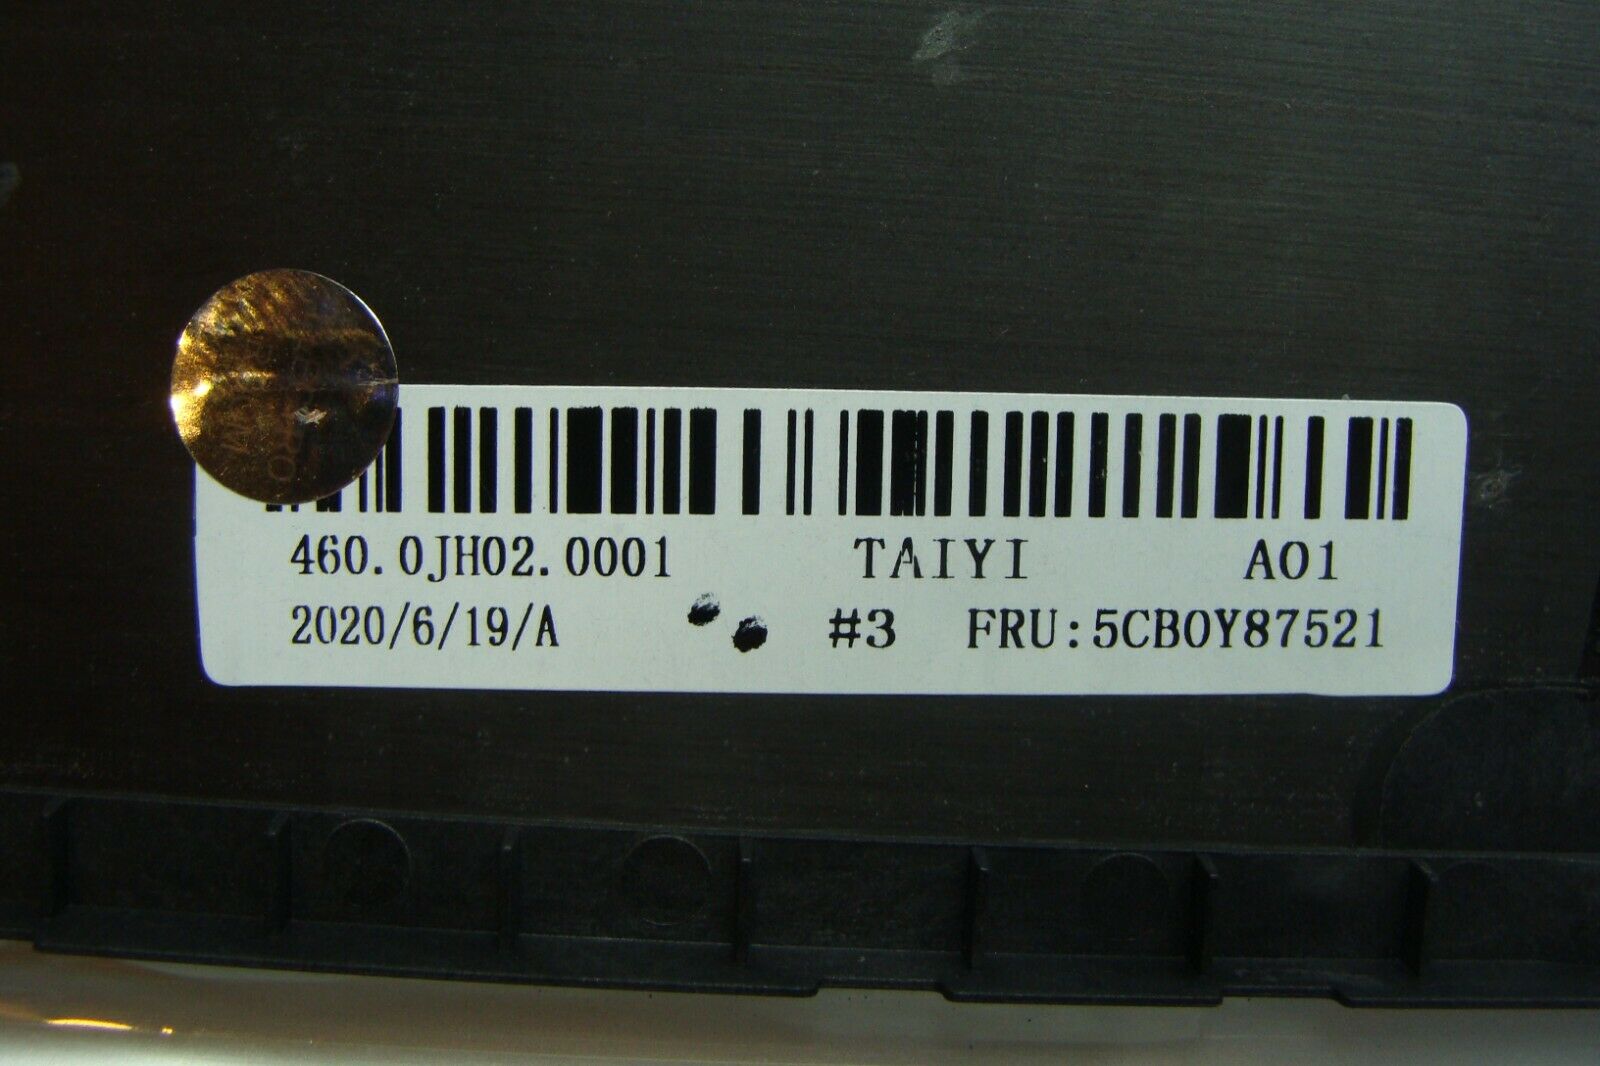 460.0JH02.0001 TAIYI A01
2020/6/19/A #3 FRU:5CB0Y87521